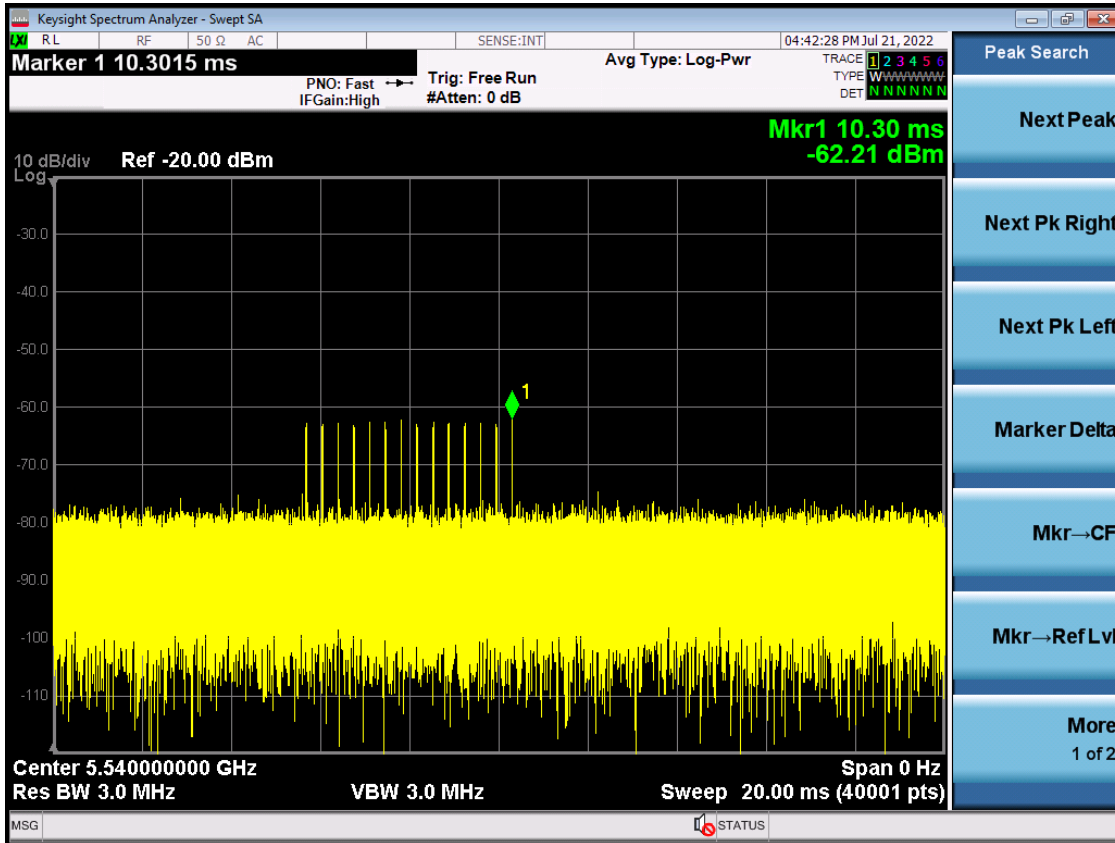 Keysight Spectrum Analyzer - Swept SA
LXI RL RF 50 Ω AC SENSE:INT 04:42:28 PM Jul 21, 2022
Marker 1 10.3015 ms
PNO: Fast
IFGain:High
Trig: Free Run
#Atten: 0 dB
Avg Type: Log-Pwr
TRACE 1 2 3 4 5 6
TYPE WWWWWWW
DET N N N N N N
Mkr1 10.30 ms
-62.21 dBm
10 dB/div Ref -20.00 dBm
Log
-30.0
-40.0
-50.0
1
-60.0
-70.0
-80.0
-90.0
-100
-110
Center 5.540000000 GHz Span 0 Hz
Res BW 3.0 MHz VBW 3.0 MHz Sweep 20.00 ms (40001 pts)
MSG STATUS
Peak Search
Next Peak
Next Pk Right
Next Pk Left
Marker Delta
Mkr→CF
Mkr→Ref Lvl
More
1 of 2